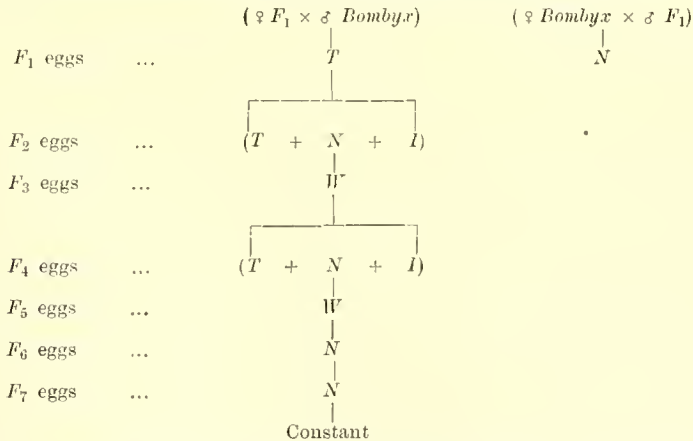 (♀ F₁ × ♂ Bombyx) (♀ Bombyx × ♂ F₁)
F₁ eggs ... T N
F₂ eggs ... (T + N + I)
F₃ eggs ... W
F₄ eggs ... (T + N + I)
F₅ eggs ... W
F₆ eggs ... N
F₇ eggs ... N
Constant